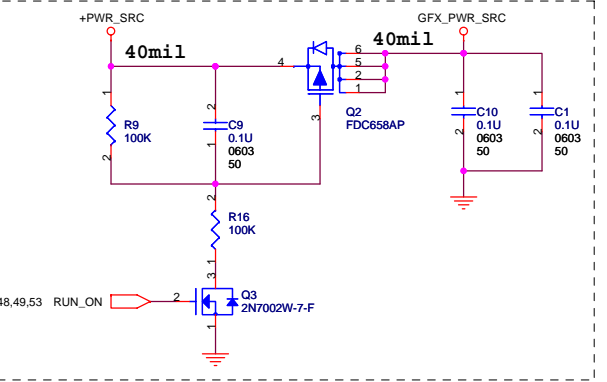 +PWR_SRC
GFX_PWR_SRC
40mil
40mil
4
6
5
2
1
3
Q2
FDC658AP
1
R9
100K
2
2
C9
0.1U
0603
50
1
1
C10
0.1U
0603
50
2
1
C1
0.1U
0603
50
2
2
R16
100K
1
3
Q3
2N7002W-7-F
2
1
48,49,53 RUN_ON